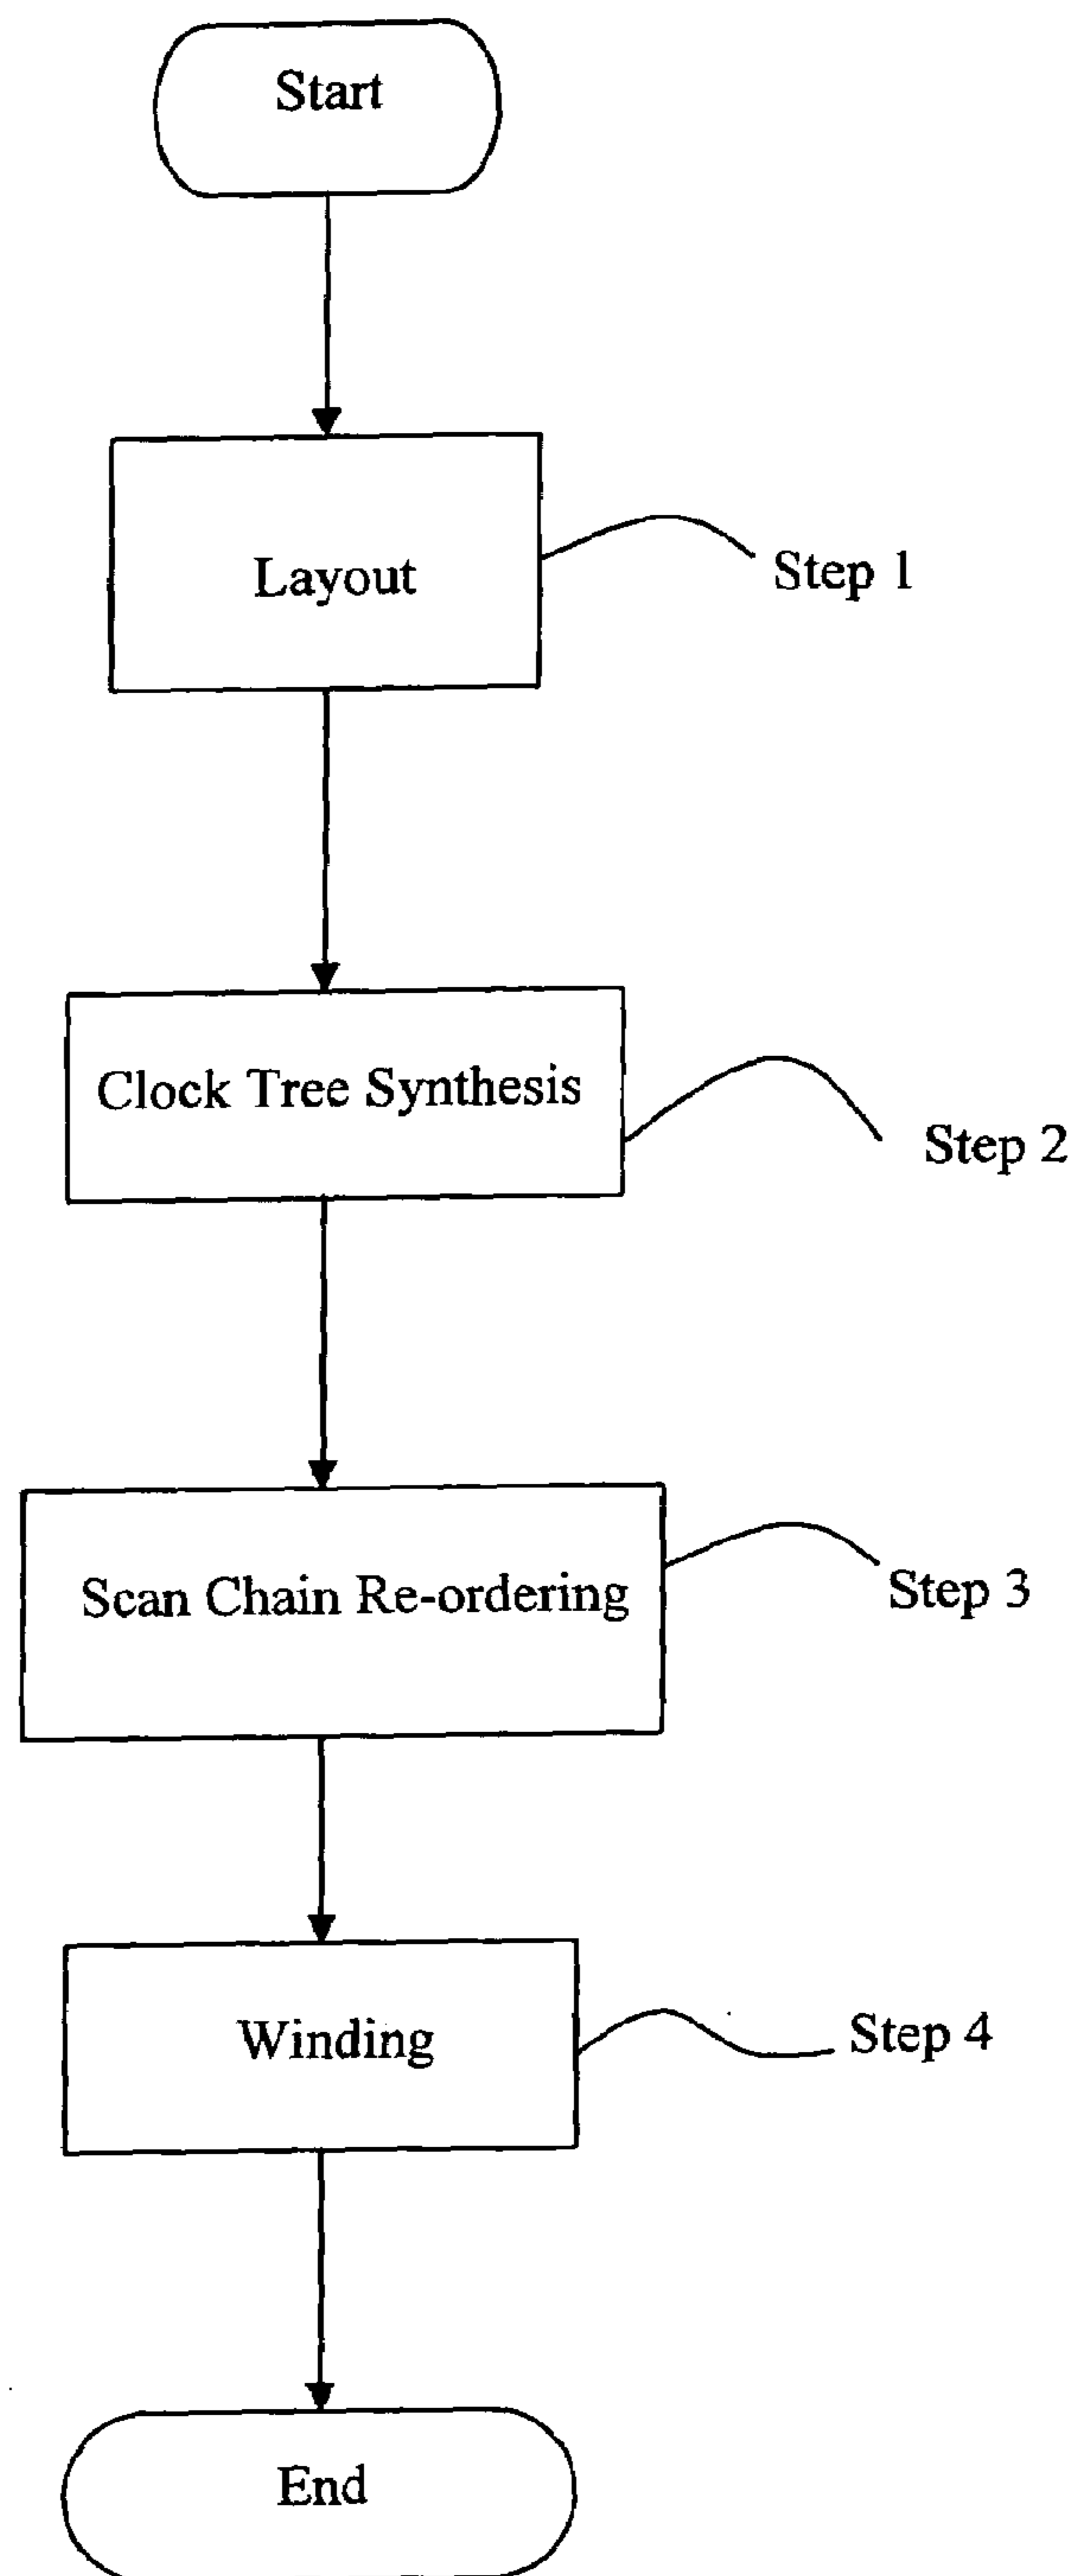 Start
Layout
Step 1
Clock Tree Synthesis
Step 2
Scan Chain Re-ordering
Step 3
Winding
Step 4
End